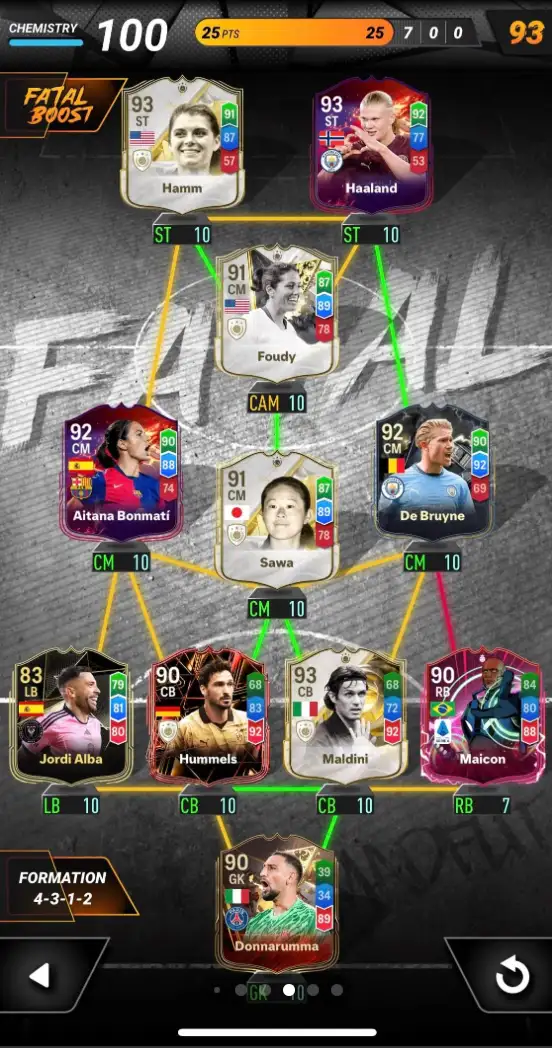 CHEMISTRY 100 25 PTS 25 7 0 0 93
FATAL
BOOST
93
ST
91
87
57
Hamm
93
ST
92
77
53
Haaland
ST 10
ST 10
91
CM
87
89
78
Foudy
CAM 10
FATAL
92
CM
90
88
74
Aitana Bonmatí
CM 10
91
CM
87
89
78
Sawa
CM 10
92
CM
90
92
69
De Bruyne
CM 10
83
LB
79
81
80
Jordi Alba
LB 10
90
CB
68
83
92
Hummels
CB 10
93
CB
68
72
92
Maldini
CB 10
90
RB
84
80
88
Maicon
RB 7
90
GK
39
34
89
Donnarumma
GK 10
FORMATION
4-3-1-2